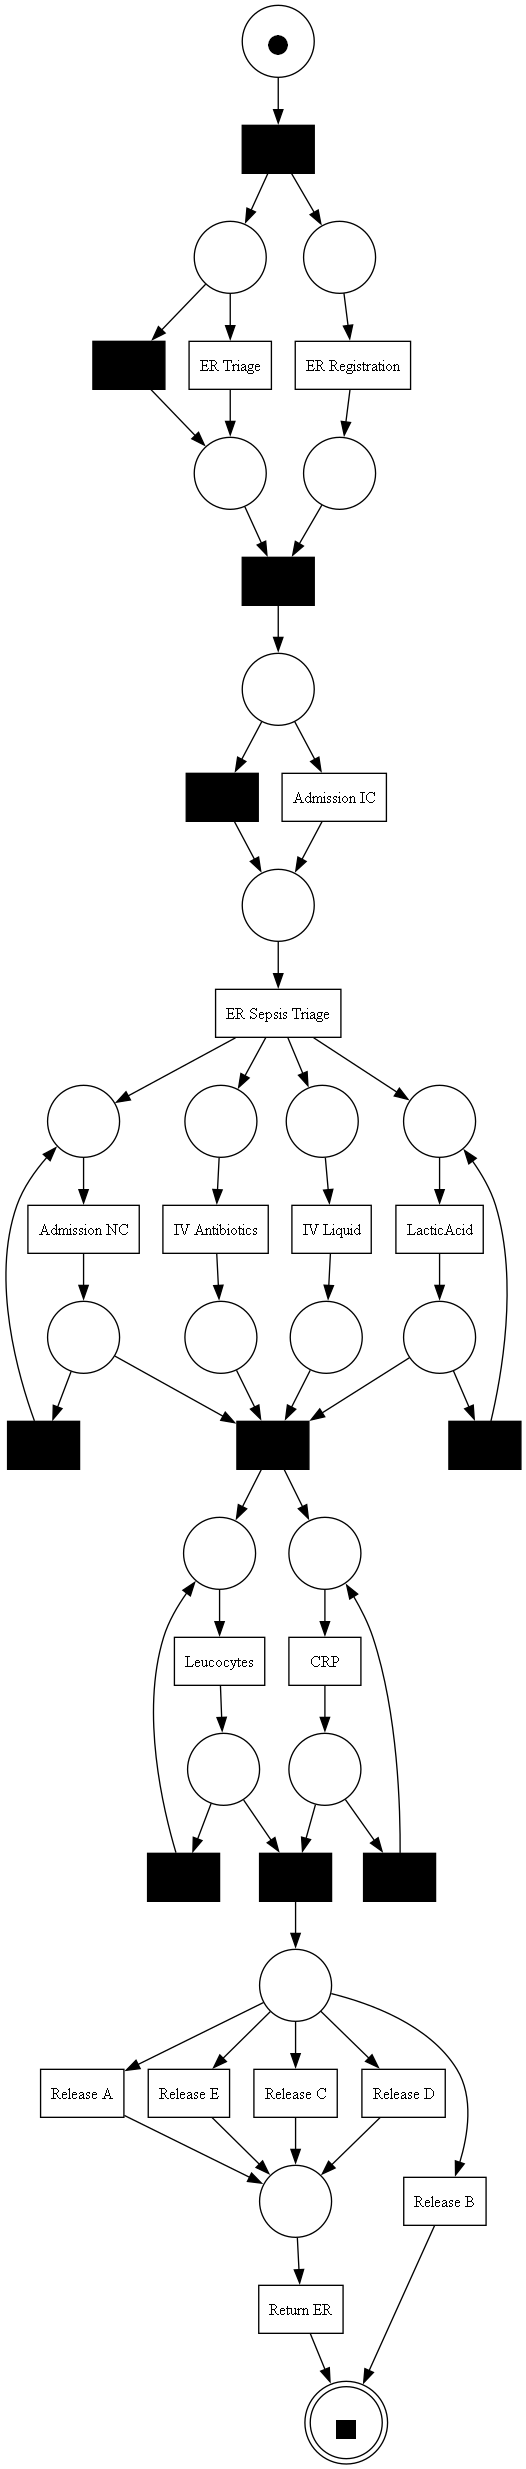 ER Triage
ER Registration
Admission IC
ER Sepsis Triage
Admission NC
IV Antibiotics
IV Liquid
LacticAcid
Leucocytes
CRP
Release A
Release E
Release C
Release D
Release B
Return ER